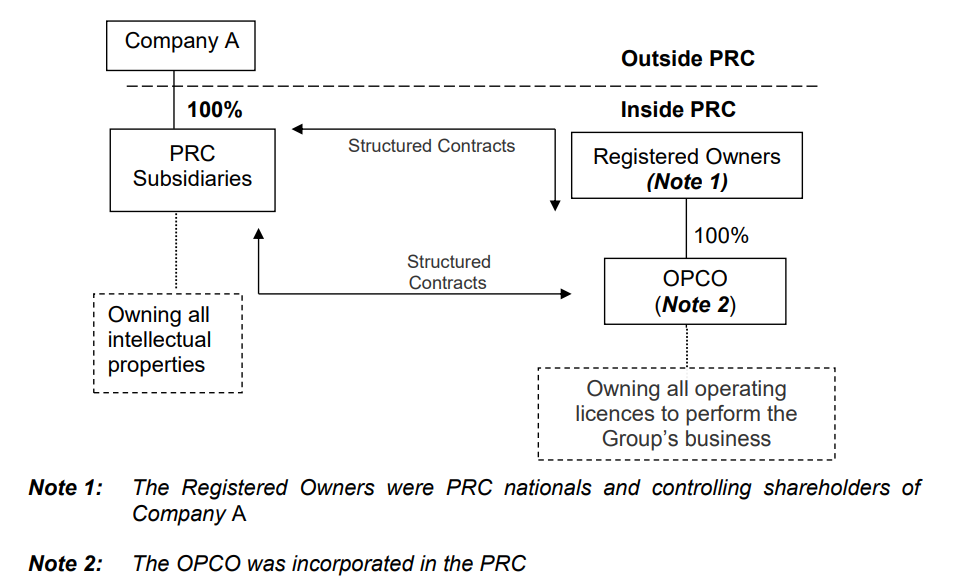 Company A
Outside PRC
Inside PRC
100%
PRC
Subsidiaries
Structured Contracts
Registered Owners
(Note 1)
100%
Structured
Contracts
OPCO
(Note 2)
Owning all
intellectual
properties
Owning all operating
licences to perform the
Group's business
Note 1: The Registered Owners were PRC nationals and controlling shareholders of
Company A
Note 2: The OPCO was incorporated in the PRC